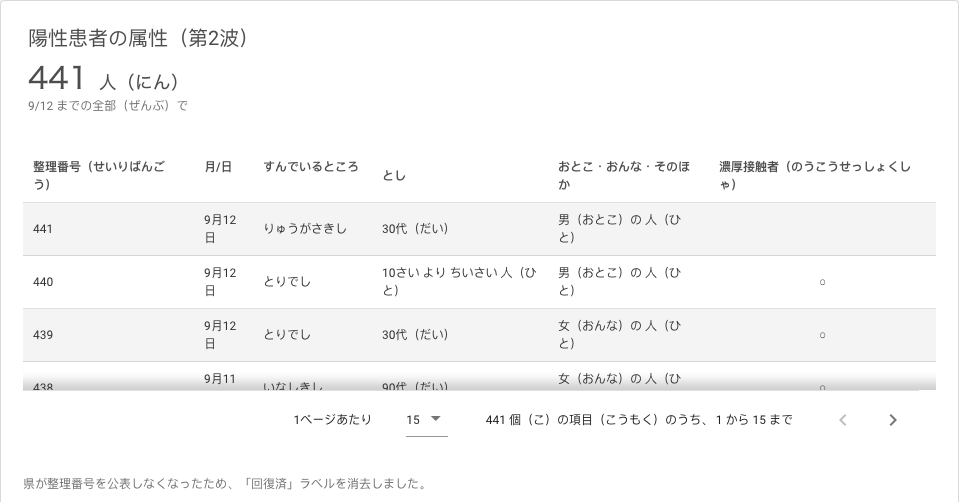 陽性患者の属性（第2波）
441 人（にん）
9/12 までの全部（ぜんぶ）で
整理番号（せいりばんご
う）
月/日
すんでいるところ
とし
おとこ・おんな・そのほ
か
濃厚接触者（のうこうせっしょくし
ゃ）
441
9月12
日
りゅうがさきし
30代（だい）
男（おとこ）の 人（ひ
と）
440
9月12
日
とりでし
10さい より ちいさい 人（ひ
と）
男（おとこ）の 人（ひ
と）
○
439
9月12
日
とりでし
30代（だい）
女（おんな）の 人（ひ
と）
○
438
9月11
いなしきし
90代（だい）
女（おんな）の 人（ひ
○
1ページあたり
15
441 個（こ）の項目（こうもく）のうち、1 から 15 まで
県が整理番号を公表しなくなったため、「回復済」ラベルを消去しました。